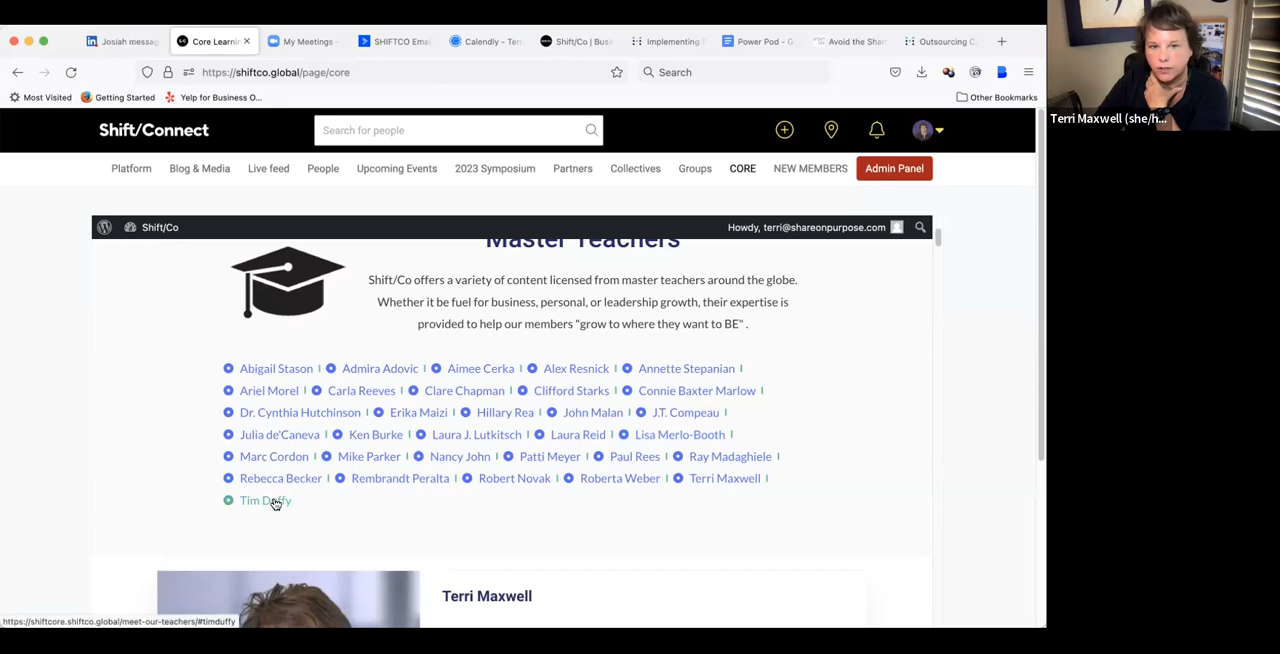 Josiah messag
Core Learnin
My Meetings -
SHIFTCO Emai
Calendly - Terr
Shift/Co | Busi
Implementing F
Power Pod - G
Avoid the Shar
Outsourcing C
https://shiftco.global/page/core
Search
Most Visited
Getting Started
Yelp for Business O...
Other Bookmarks
Terri Maxwell (she/h...
Shift/Connect
Search for people
Platform
Blog & Media
Live feed
People
Upcoming Events
2023 Symposium
Partners
Collectives
Groups
CORE
NEW MEMBERS
Admin Panel
Shift/Co
Howdy, terri@shareonpurpose.com
Master Teachers
Shift/Co offers a variety of content licensed from master teachers around the globe.
Whether it be fuel for business, personal, or leadership growth, their expertise is
provided to help our members "grow to where they want to BE" .
Abigail Stason | Admira Adovic | Aimee Cerka | Alex Resnick | Annette Stepanian |
Ariel Morel | Carla Reeves | Clare Chapman | Clifford Starks | Connie Baxter Marlow |
Dr. Cynthia Hutchinson | Erika Maizi | Hillary Rea | John Malan | J.T. Compeau |
Julia de'Caneva | Ken Burke | Laura J. Lutkitsch | Laura Reid | Lisa Merlo-Booth |
Marc Cordon | Mike Parker | Nancy John | Patti Meyer | Paul Rees | Ray Madaghiele |
Rebecca Becker | Rembrandt Peralta | Robert Novak | Roberta Weber | Terri Maxwell |
Tim Duffy
Terri Maxwell
https://shiftcore.shiftco.global/meet-our-teachers/#timduffy